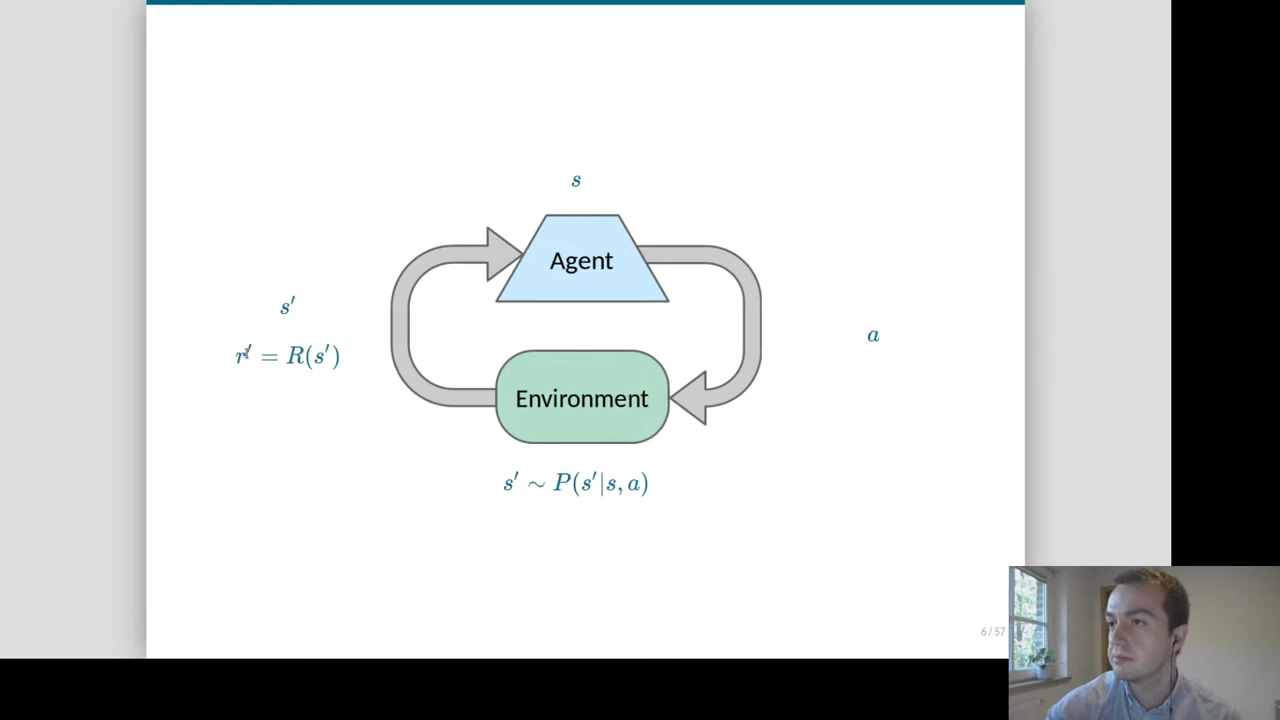 s
Agent
s′
a
r′ = R(s′)
Environment
s′ ∼ P(s′|s, a)
6 / 57